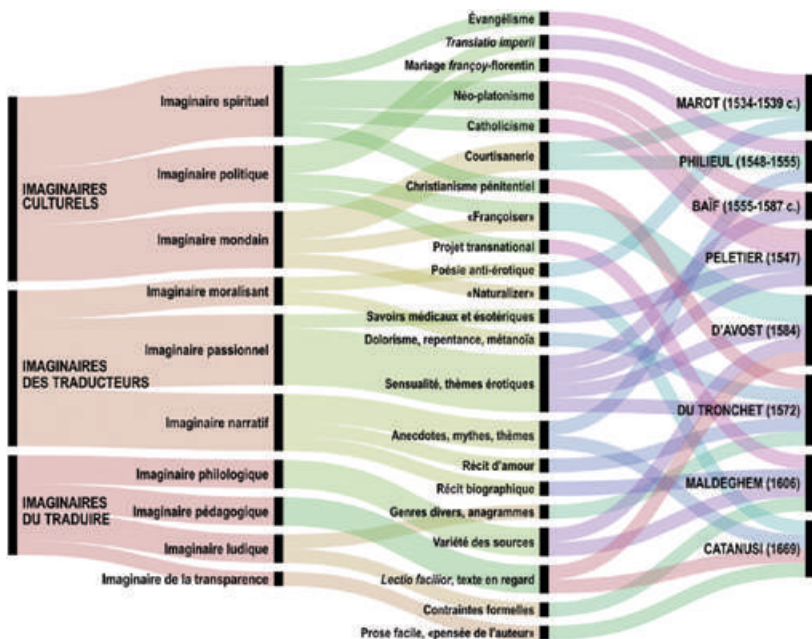 IMAGINAIRES
CULTURELS
IMAGINAIRES
DES TRADUCTEURS
IMAGINAIRES
DU TRADUIRE
Imaginaire spirituel
Imaginaire politique
Imaginaire mondain
Imaginaire moralisant
Imaginaire passionnel
Imaginaire narratif
Imaginaire philologique
Imaginaire pédagogique
Imaginaire ludique
Imaginaire de la transparence
Évangélisme
Translatio imperii
Mariage françoy-florentin
Néo-platonisme
Catholicisme
Courtisanerie
Christianisme pénitentiel
«Françoiser»
Projet transnational
Poésie anti-érotique
«Naturalizer»
Savoirs médicaux et ésotériques
Dolorisme, repentance, métanoïa
Sensualité, thèmes érotiques
Anecdotes, mythes, thèmes
Récit d'amour
Récit biographique
Genres divers, anagrammes
Variété des sources
Lectio facilior, texte en regard
Contraintes formelles
Prose facile, «pensée de l'auteur»
MAROT (1534-1539 c.)
PHILIEUL (1548-1555)
BAÏF (1555-1587 c.)
PELETIER (1547)
D'AVOST (1584)
DU TRONCHET (1572)
MALDEGHEM (1606)
CATANUSI (1669)